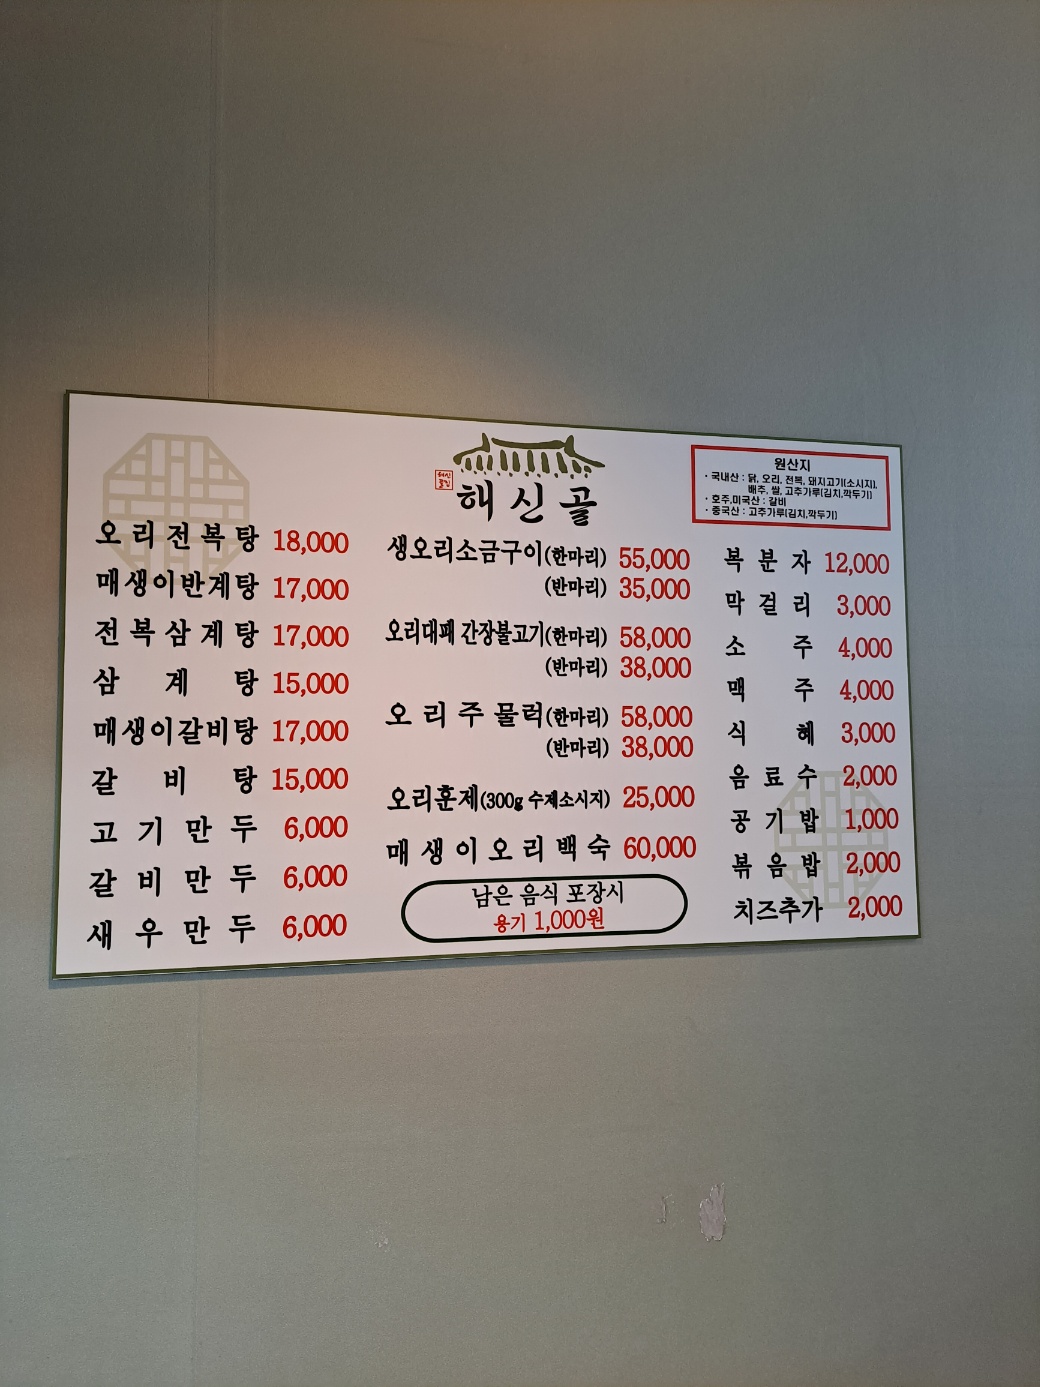 해신골
원산지
· 국내산 : 닭, 오리, 전복, 돼지고기(소시지),
배추, 쌀, 고추가루(김치,깍두기)
· 호주,미국산 : 갈비
· 중국산 : 고추가루(김치,깍두기)
오리전복탕 18,000
매생이반계탕 17,000
전복삼계탕 17,000
삼계탕 15,000
매생이갈비탕 17,000
갈비탕 15,000
고기만두 6,000
갈비만두 6,000
새우만두 6,000
생오리소금구이(한마리) 55,000
(반마리) 35,000
오리대패 간장불고기(한마리) 58,000
(반마리) 38,000
오리주물럭(한마리) 58,000
(반마리) 38,000
오리훈제(300g 수제소시지) 25,000
매생이오리백숙 60,000
남은 음식 포장시
용기 1,000원
복분자 12,000
막걸리 3,000
소주 4,000
맥주 4,000
식혜 3,000
음료수 2,000
공기밥 1,000
볶음밥 2,000
치즈추가 2,000